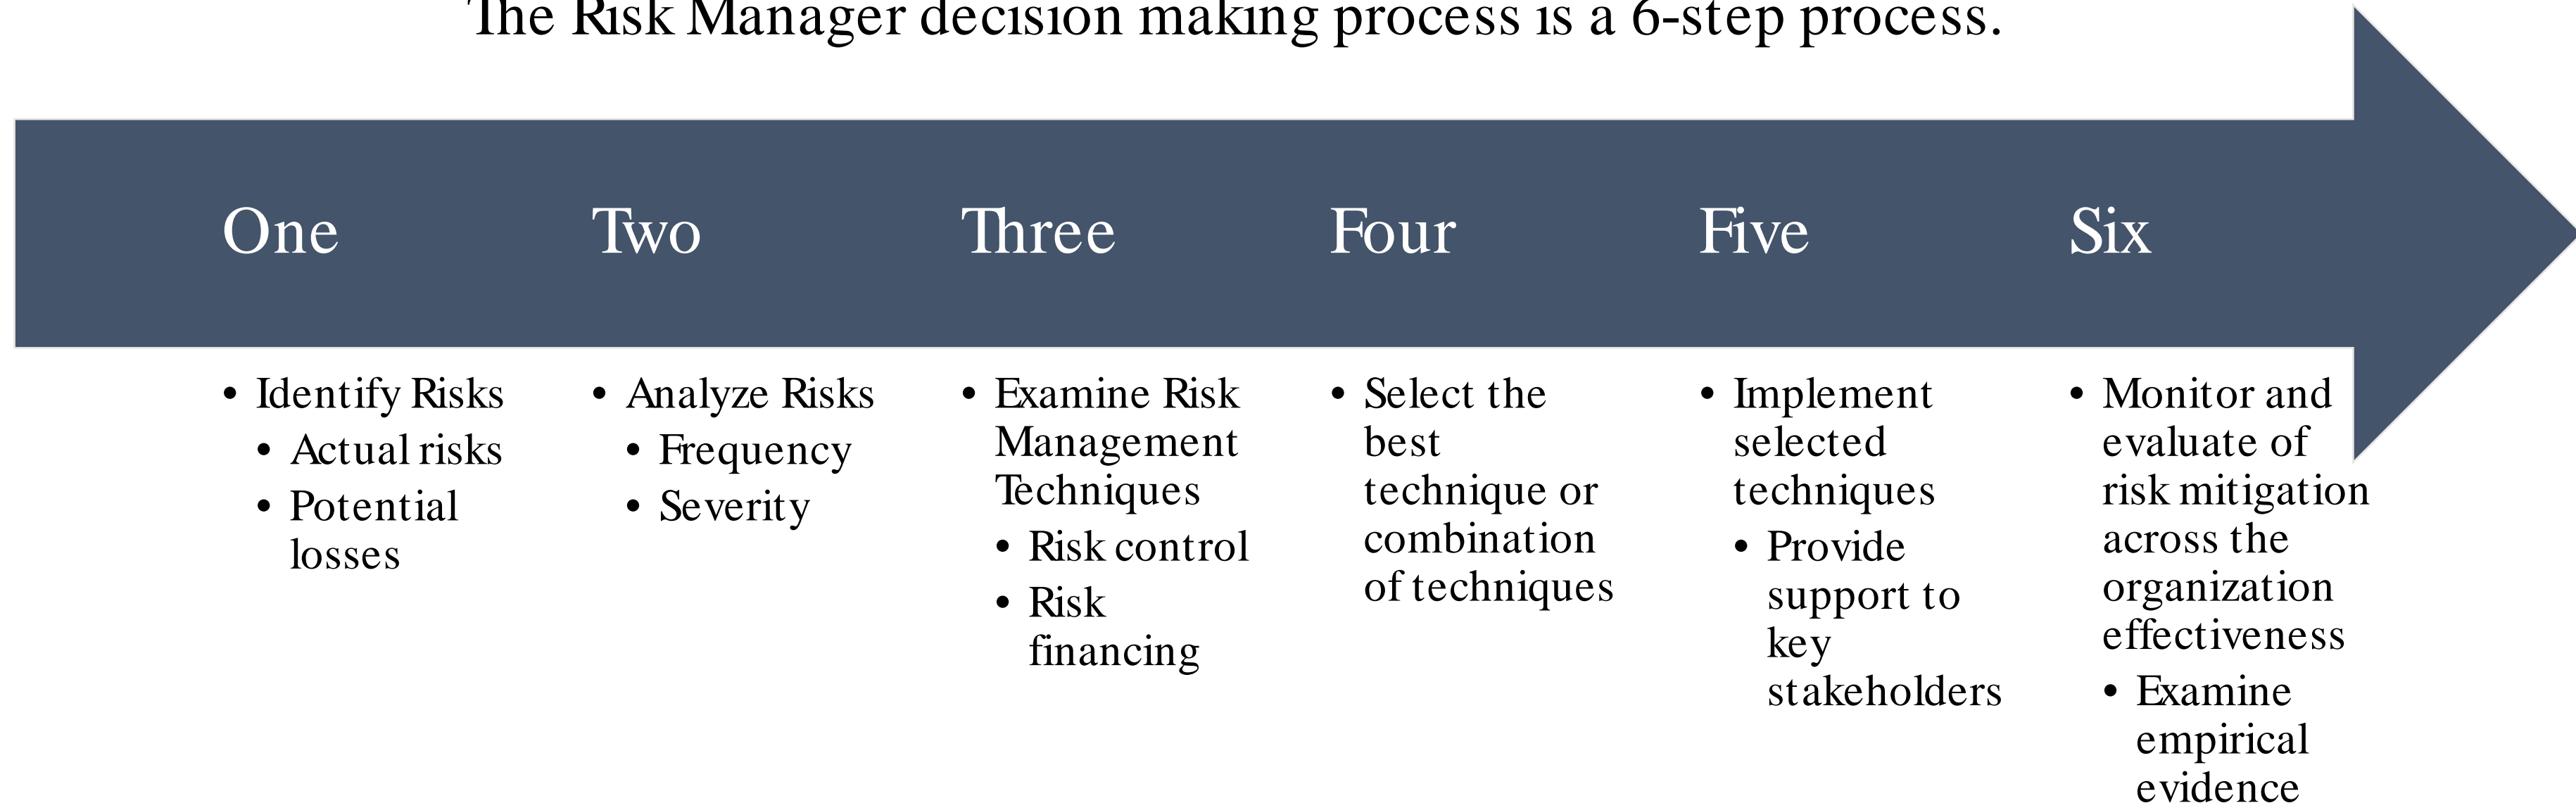 The Risk Manager decision making process is a 6-step process.
One
Two
Three
Four
Five
Six
• Identify Risks
• Actual risks
• Potential
losses
• Analyze Risks
• Frequency
• Severity
• Examine Risk
Management
Techniques
• Risk control
• Risk
financing
• Select the
best
technique or
combination
of techniques
• Implement
selected
techniques
• Provide
support to
key
stakeholders
• Monitor and
evaluate of
risk mitigation
across the
organization
effectiveness
• Examine
empirical
evidence